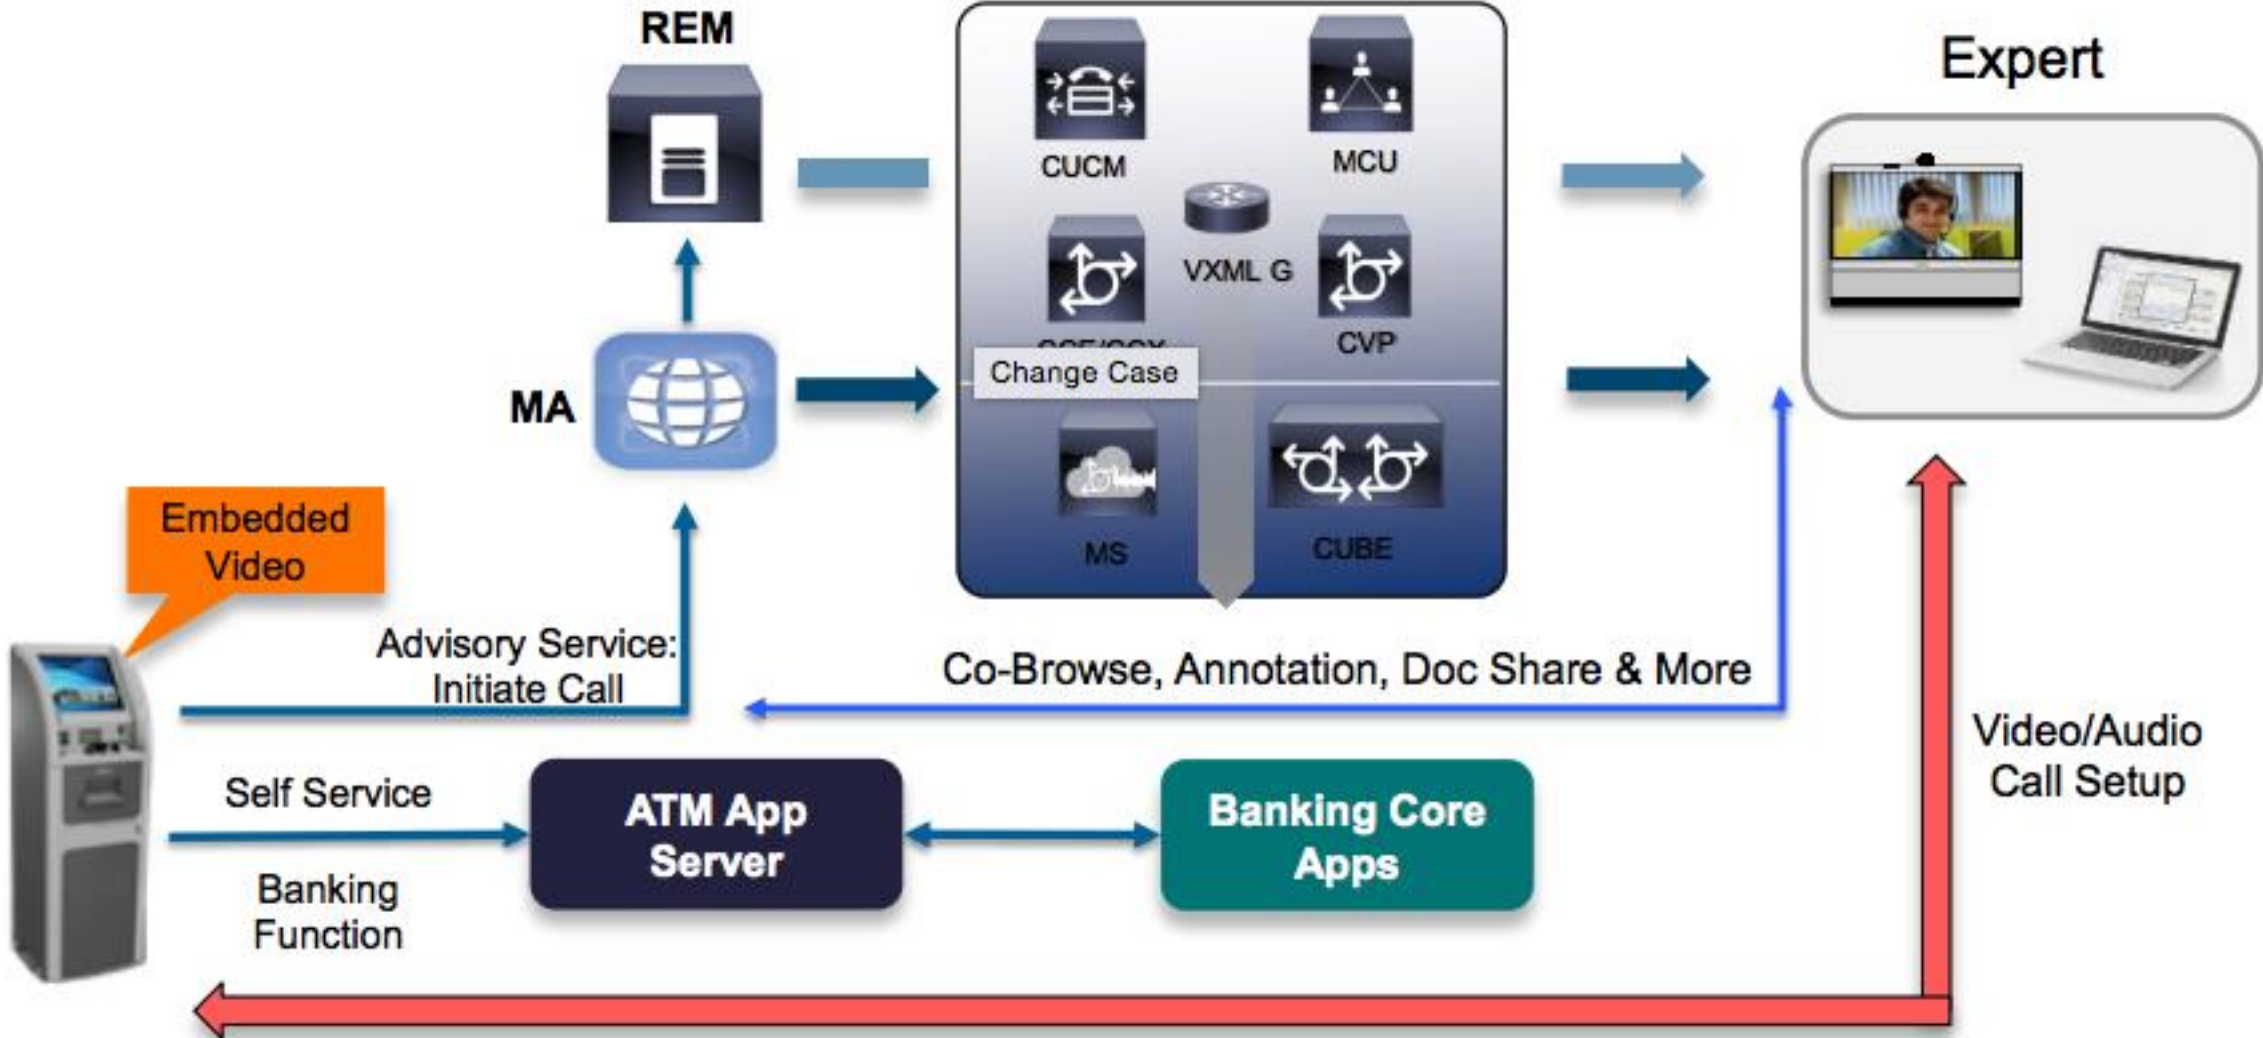 REM
Expert
CUCM
MCU
VXML G
CVP
Change Case
MA
MS
CUBE
Embedded
Video
Advisory Service:
Initiate Call
Co-Browse, Annotation, Doc Share & More
Video/Audio
Call Setup
Self Service
ATM App
Server
Banking Core
Apps
Banking
Function